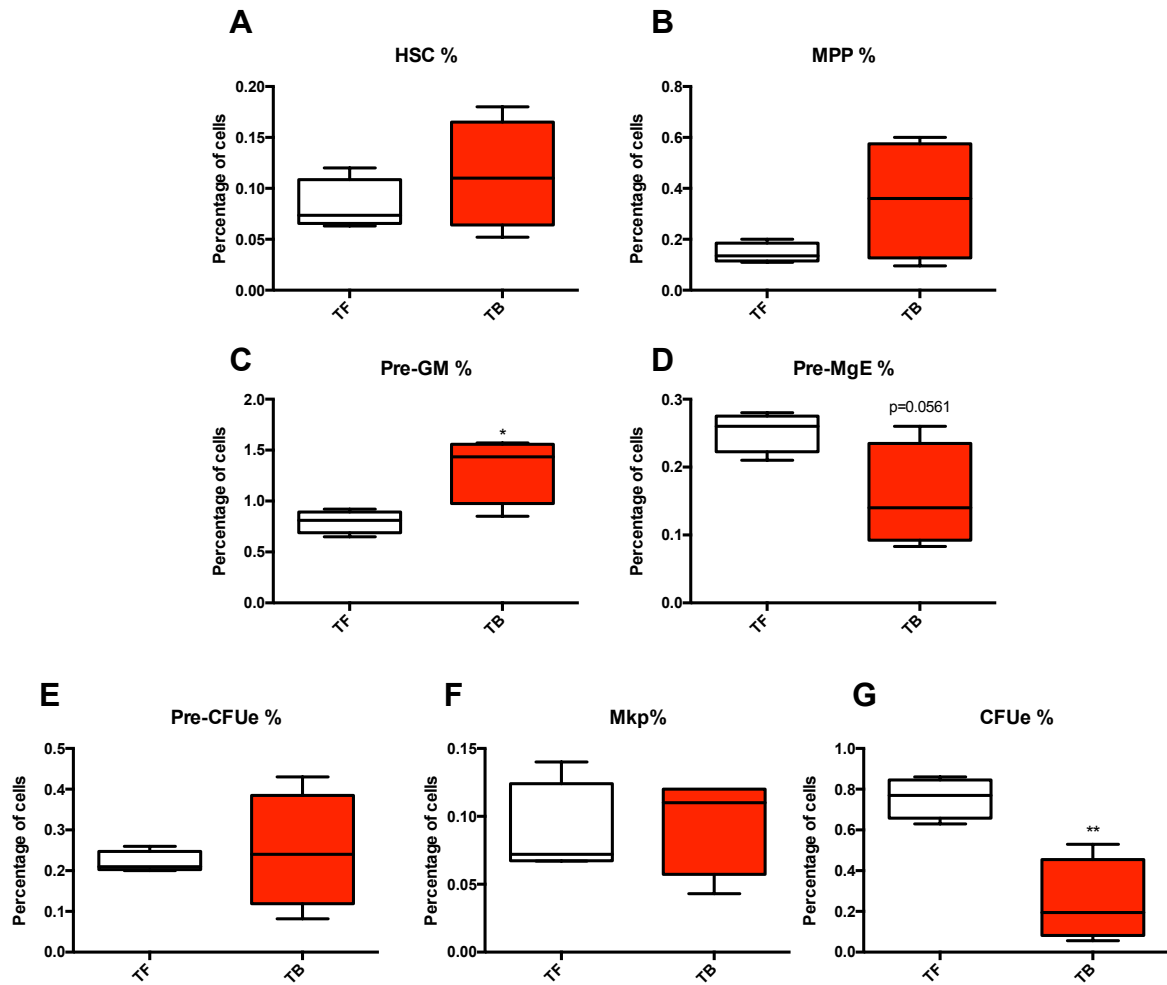 A
HSC %
Percentage of cells
0.20
0.15
0.10
0.05
0.00
TF
TB
B
MPP %
Percentage of cells
0.8
0.6
0.4
0.2
0.0
TF
TB
C
Pre-GM %
Percentage of cells
2.0
1.5
1.0
0.5
0.0
*
TF
TB
D
Pre-MgE %
Percentage of cells
0.3
0.2
0.1
0.0
p=0.0561
TF
TB
E
Pre-CFUe %
Percentage of cells
0.5
0.4
0.3
0.2
0.1
0.0
TF
TB
F
Mkp%
Percentage of cells
0.15
0.10
0.05
0.00
TF
TB
G
CFUe %
Percentage of cells
1.0
0.8
0.6
0.4
0.2
0.0
**
TF
TB